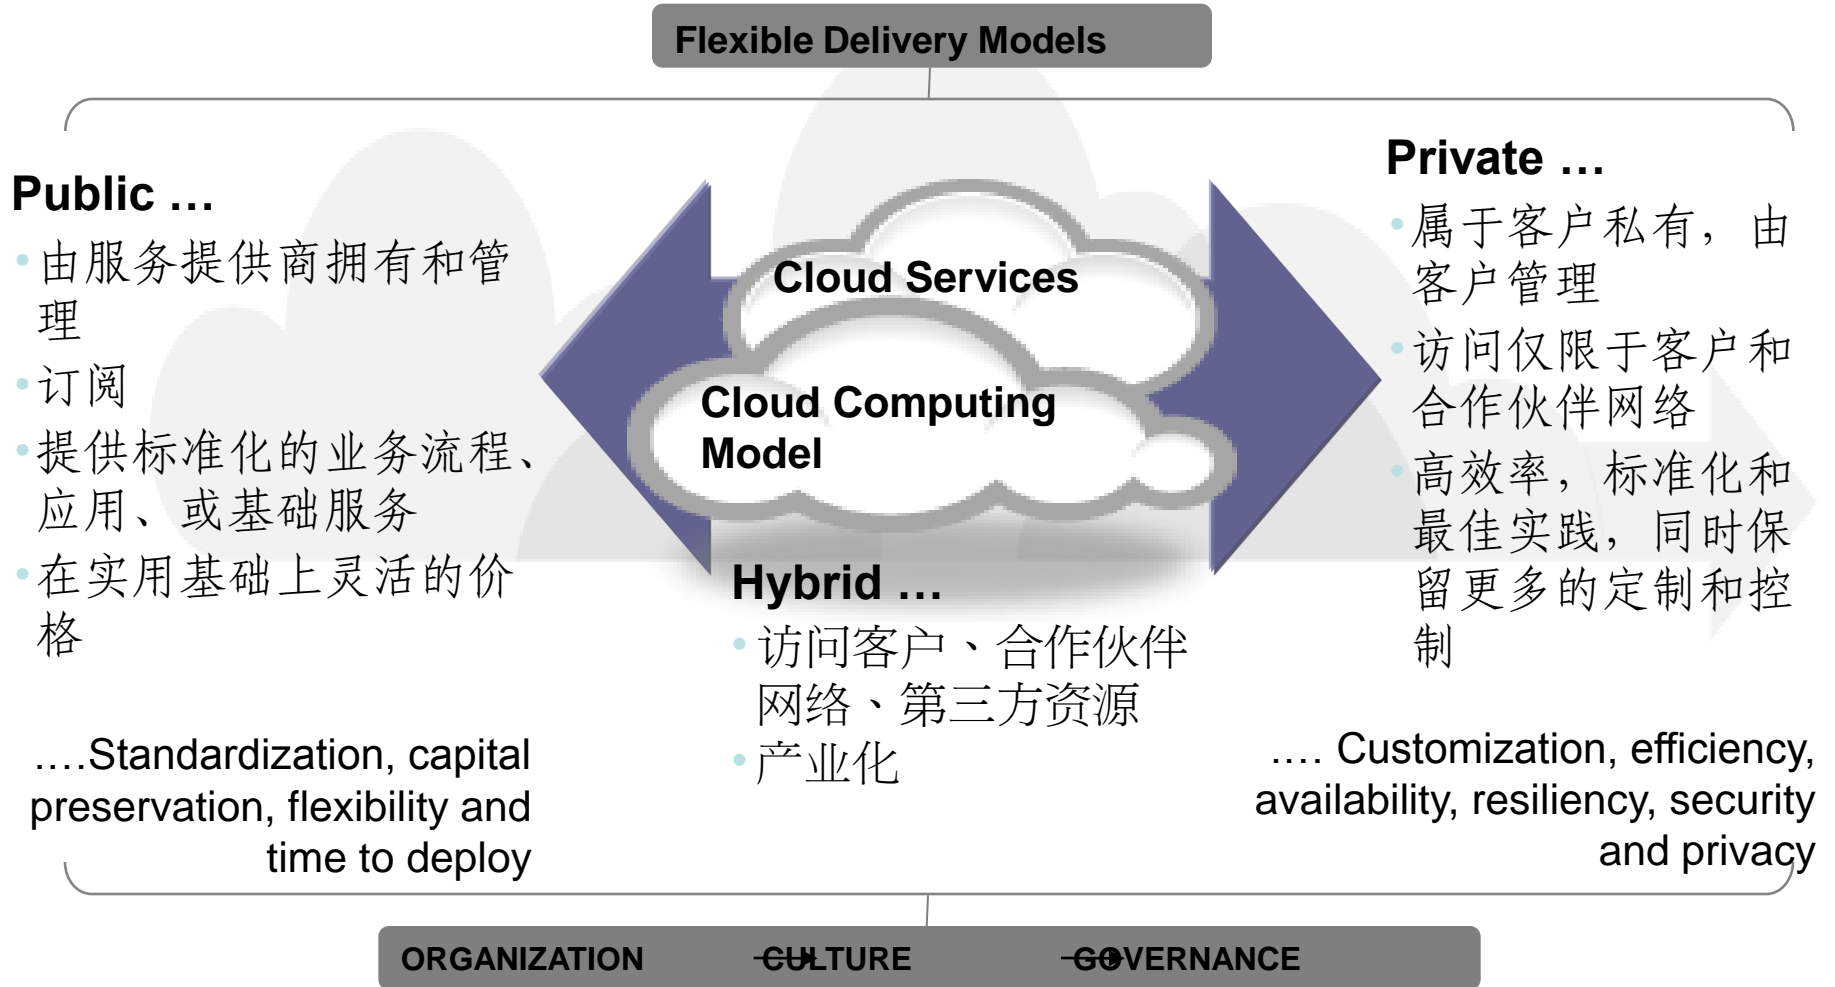 Flexible Delivery Models
Public …
•由服务提供商拥有和管
理
•订阅
•提供标准化的业务流程、
应用、或基础服务
•在实用基础上灵活的价
格
….Standardization, capital
preservation, flexibility and
time to deploy
Cloud Services
Cloud Computing
Model
Hybrid …
•访问客户、合作伙伴
网络、第三方资源
•产业化
Private …
•属于客户私有，由
客户管理
•访问仅限于客户和
合作伙伴网络
•高效率，标准化和
最佳实践，同时保
留更多的定制和控
制
…. Customization, efficiency,
availability, resiliency, security
and privacy
ORGANIZATION CULTURE GOVERNANCE